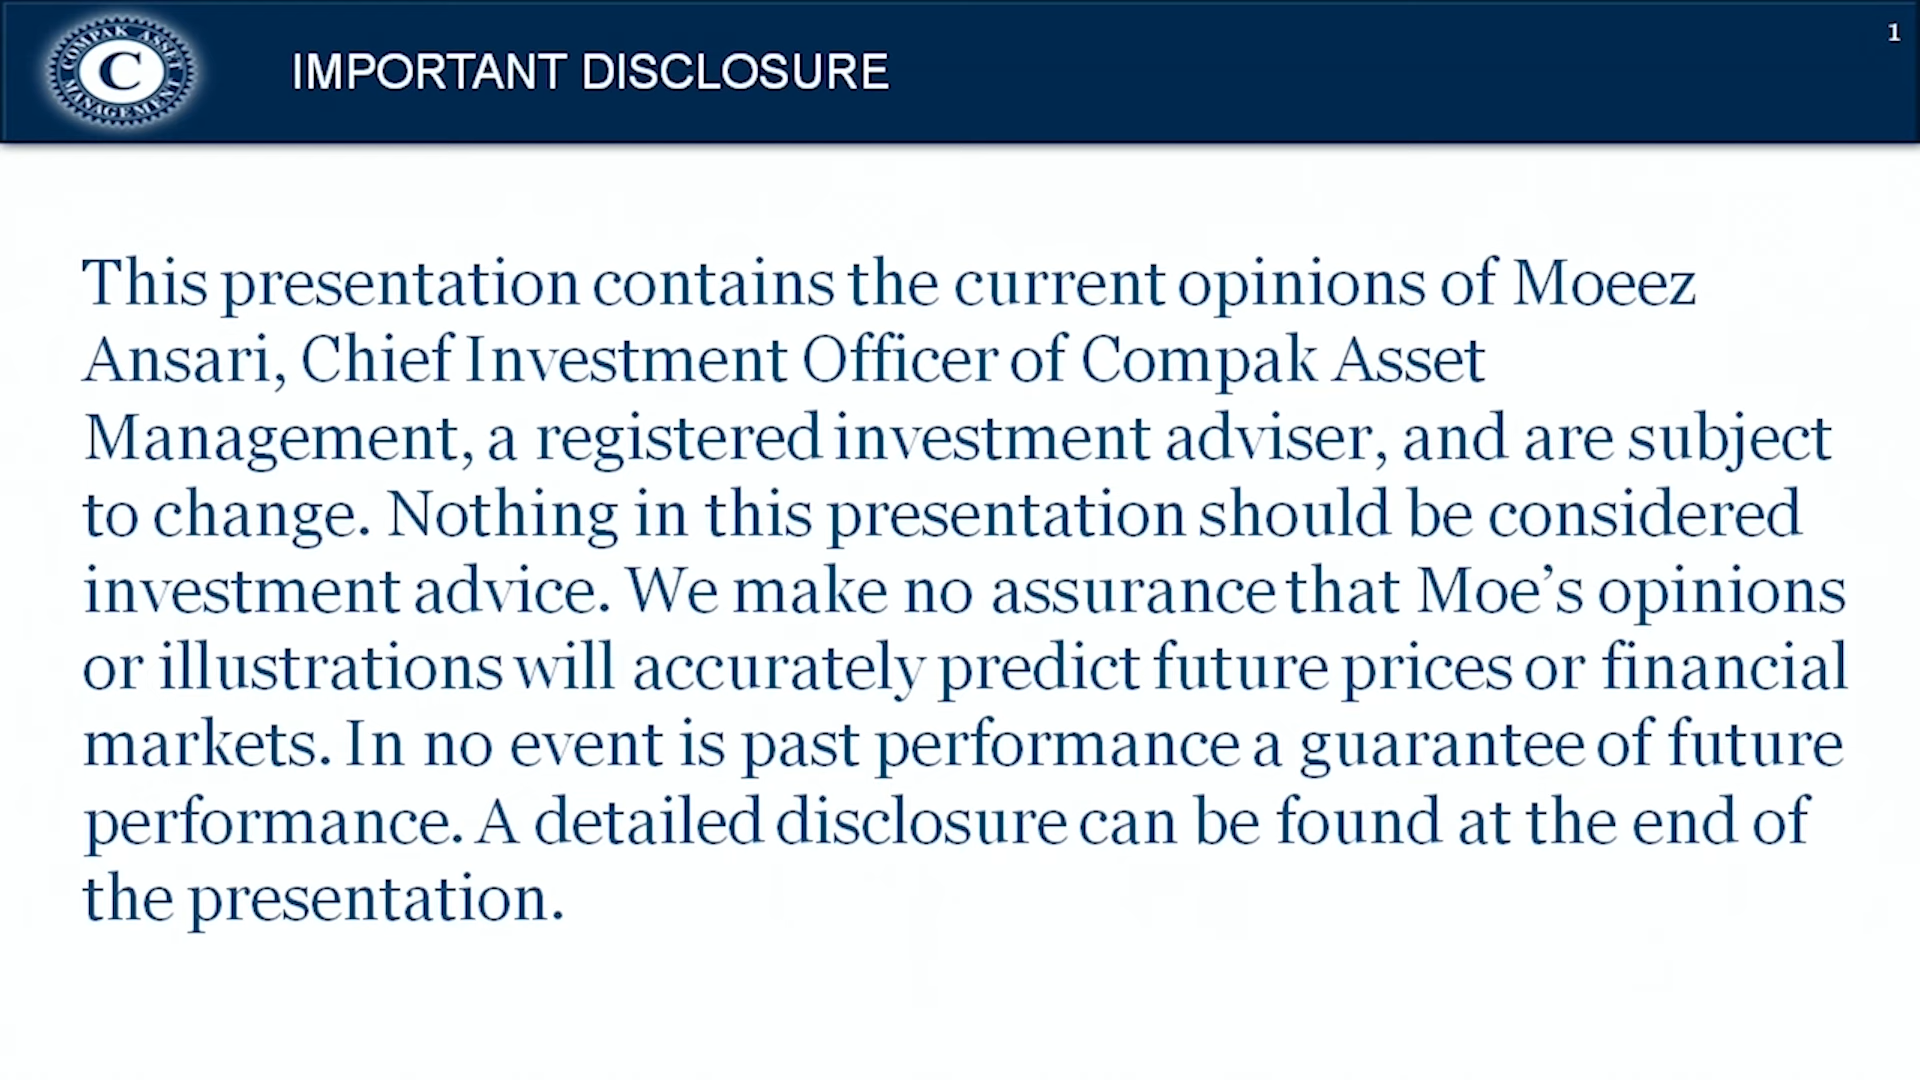 COMPAK ASSET MANAGEMENT
C
IMPORTANT DISCLOSURE
1
This presentation contains the current opinions of Moeez
Ansari, Chief Investment Officer of Compak Asset
Management, a registered investment adviser, and are subject
to change. Nothing in this presentation should be considered
investment advice. We make no assurance that Moe’s opinions
or illustrations will accurately predict future prices or financial
markets. In no event is past performance a guarantee of future
performance. A detailed disclosure can be found at the end of
the presentation.